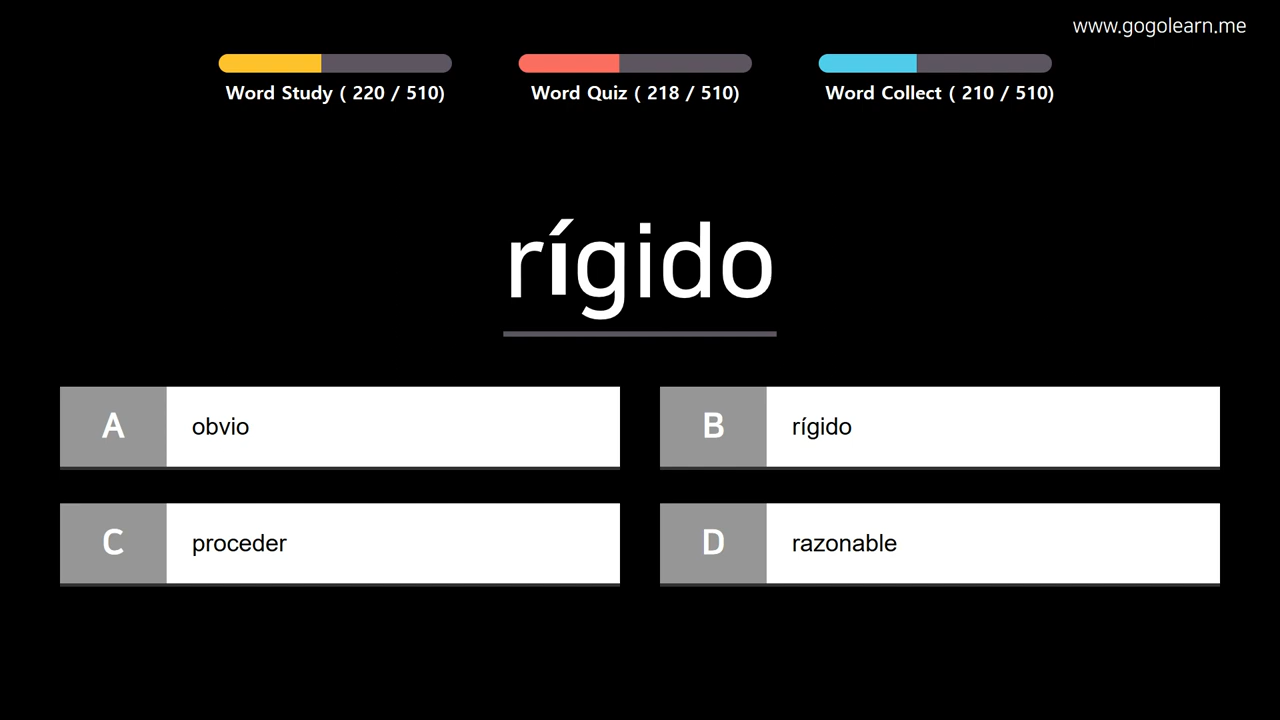 www.gogolearn.me
Word Study ( 220 / 510)
Word Quiz ( 218 / 510)
Word Collect ( 210 / 510)
rígido
A obvio
B rígido
C proceder
D razonable